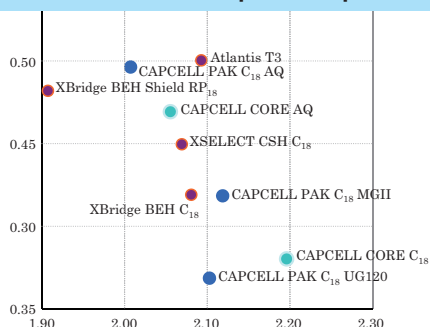 0.50
Atlantis T3
CAPCELL PAK C18 AQ
XBridge BEH Shield RP18
CAPCELL CORE AQ
0.45
XSELECT CSH C18
CAPCELL PAK C18 MGII
XBridge BEH C18
0.30
CAPCELL CORE C18
CAPCELL PAK C18 UG120
0.35
1.90 2.00 2.10 2.20 2.30